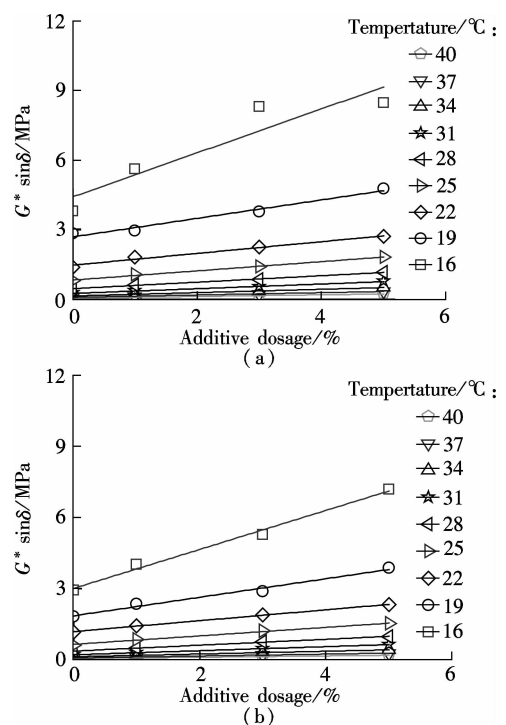 12
9
6
3
0
G* sinδ/MPa
Tempertature/℃:
40
37
34
31
28
25
22
19
16
0 2 4 6
Additive dosage/%
(a)
12
9
6
3
0
G* sinδ/MPa
Tempertature/℃:
40
37
34
31
28
25
22
19
16
0 2 4 6
Additive dosage/%
(b)